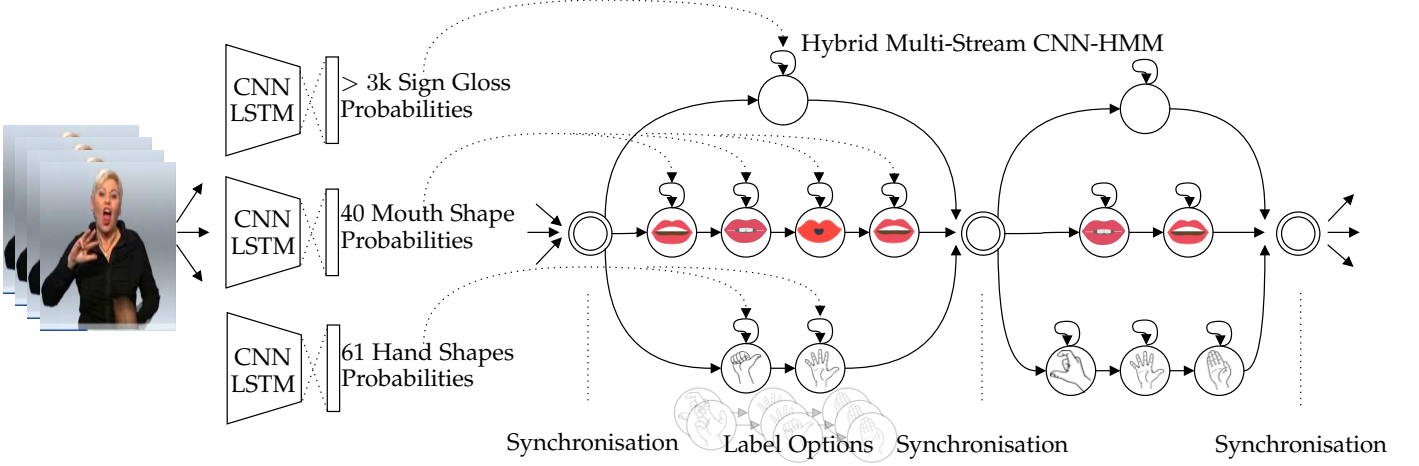 Hybrid Multi-Stream CNN-HMM
CNN
LSTM
> 3k Sign Gloss
Probabilities
CNN
LSTM
40 Mouth Shape
Probabilities
CNN
LSTM
61 Hand Shapes
Probabilities
Synchronisation
Label Options
Synchronisation
Synchronisation